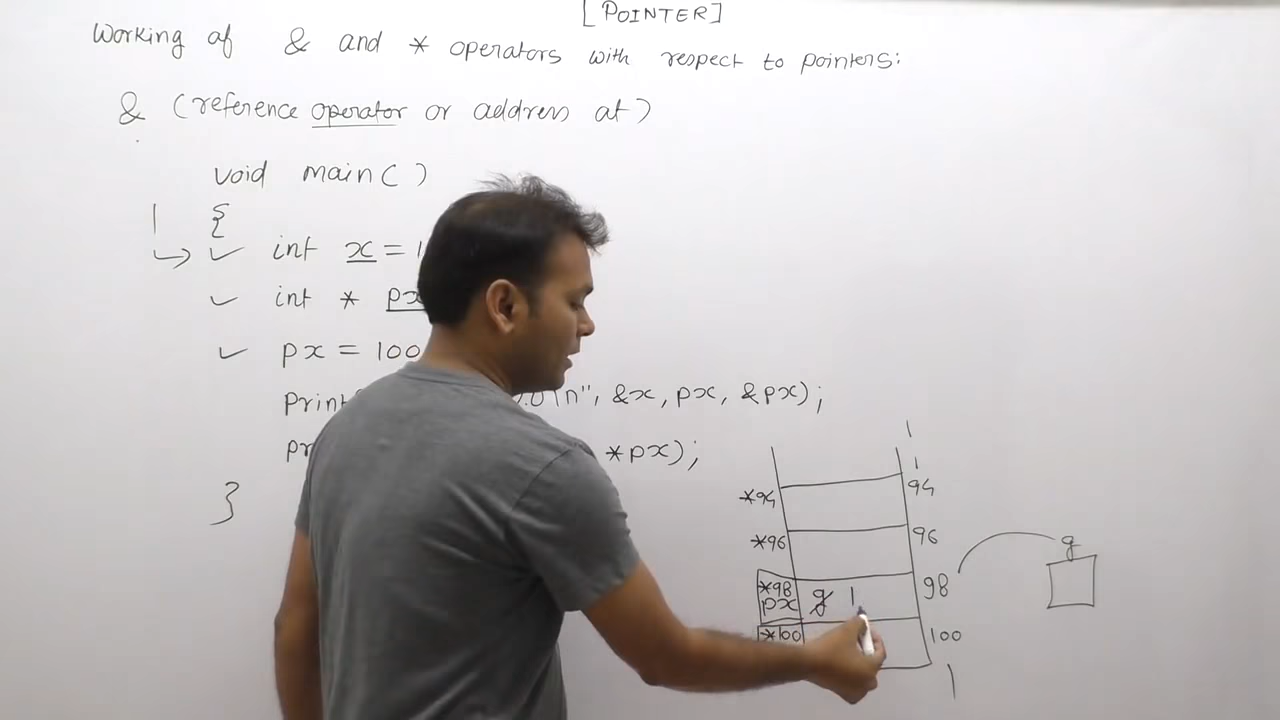 [POINTER]
Working of & and * operators with respect to pointers:
& (reference operator or address at)
void main()
{
int x =
int * px
px = 100
print \n", &x, px, &px);
pr *px);
}
*94 94
*96 96
*98 px g 1 98
*100 100
g